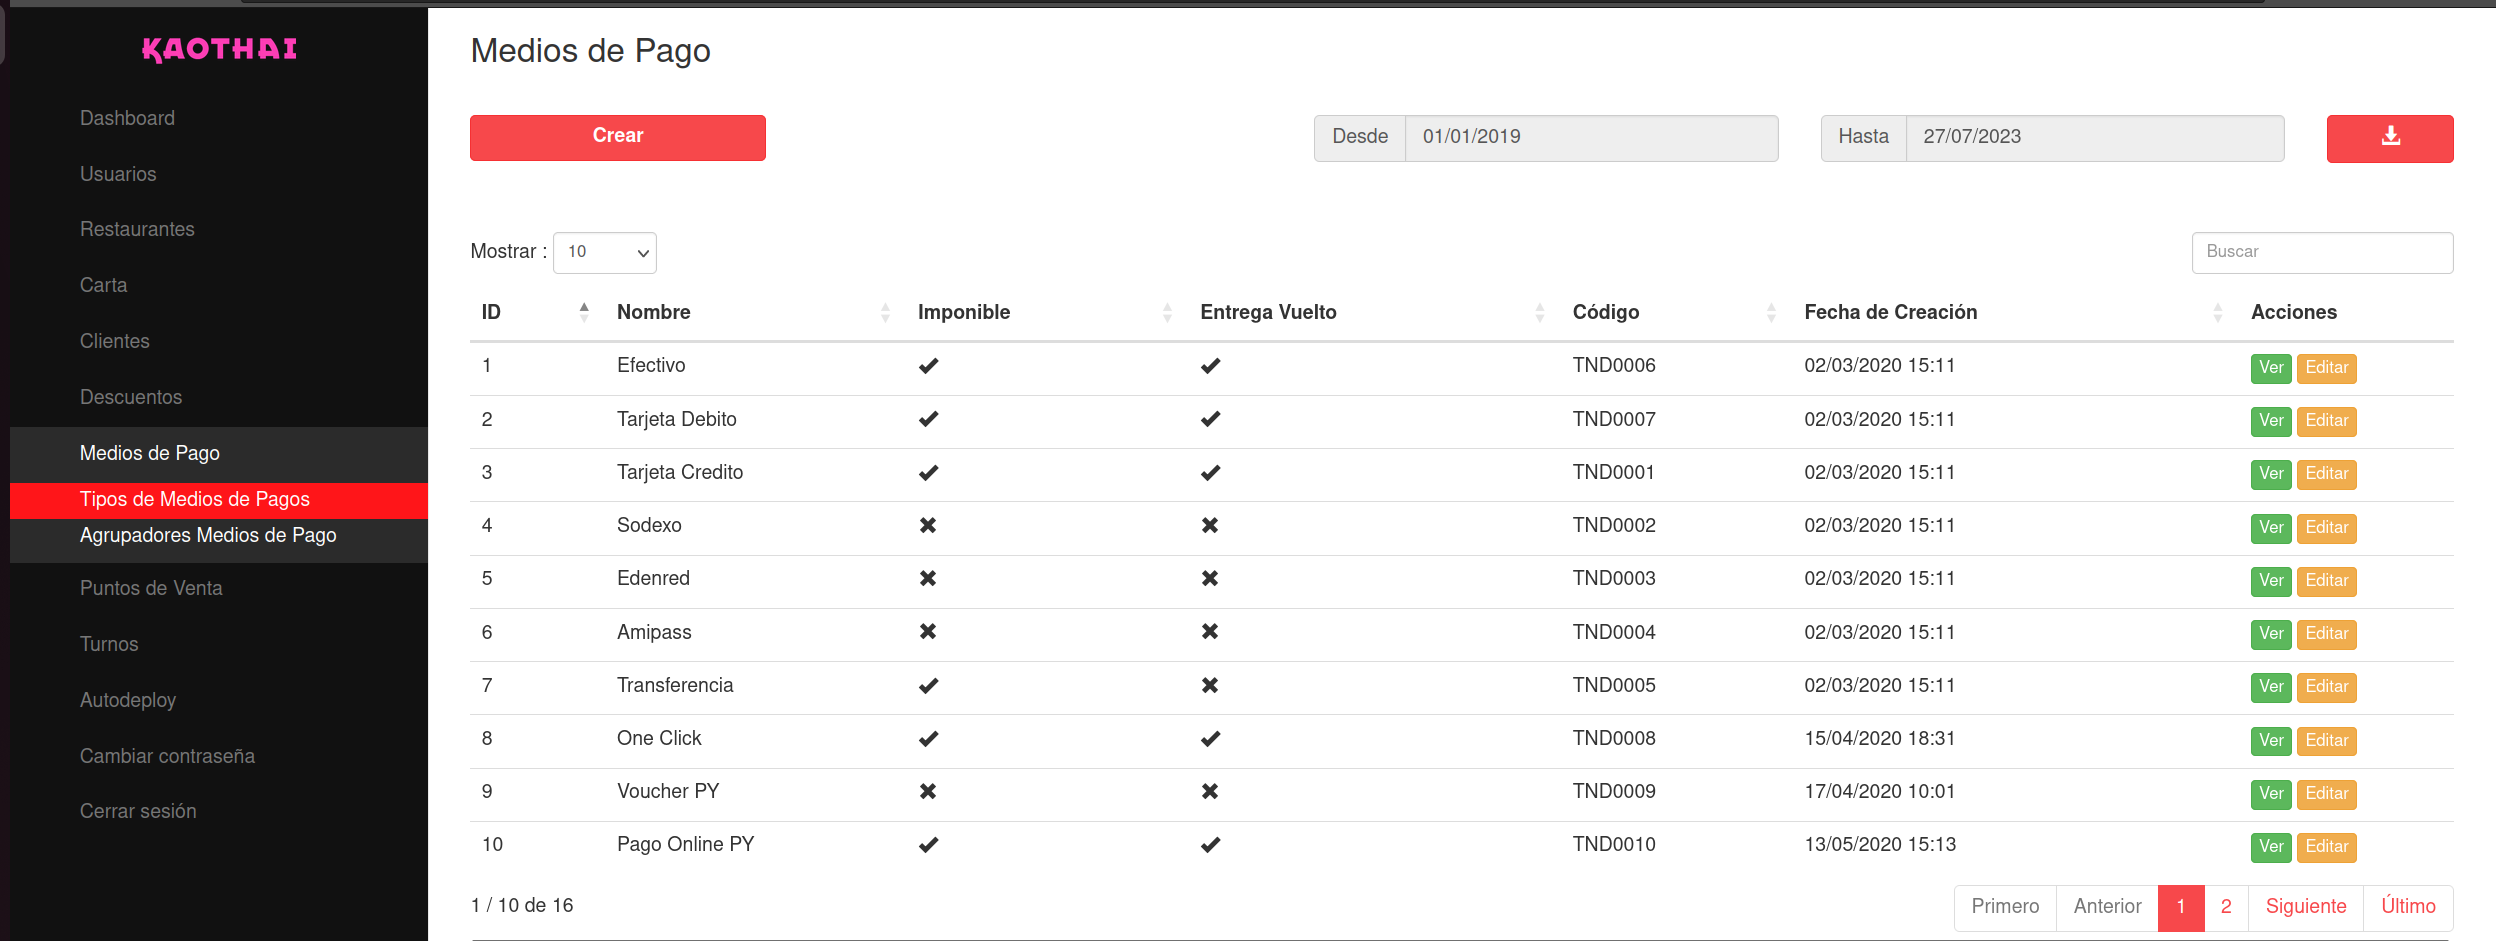 KAOTHAI
Dashboard
Usuarios
Restaurantes
Carta
Clientes
Descuentos
Medios de Pago
Tipos de Medios de Pagos
Agrupadores Medios de Pago
Puntos de Venta
Turnos
Autodeploy
Cambiar contraseña
Cerrar sesión
Medios de Pago
Crear
Desde 01/01/2019
Hasta 27/07/2023
Mostrar : 10
Buscar
ID Nombre Imponible Entrega Vuelto Código Fecha de Creación Acciones
1 Efectivo TND0006 02/03/2020 15:11 Ver Editar
2 Tarjeta Debito TND0007 02/03/2020 15:11 Ver Editar
3 Tarjeta Credito TND0001 02/03/2020 15:11 Ver Editar
4 Sodexo TND0002 02/03/2020 15:11 Ver Editar
5 Edenred TND0003 02/03/2020 15:11 Ver Editar
6 Amipass TND0004 02/03/2020 15:11 Ver Editar
7 Transferencia TND0005 02/03/2020 15:11 Ver Editar
8 One Click TND0008 15/04/2020 18:31 Ver Editar
9 Voucher PY TND0009 17/04/2020 10:01 Ver Editar
10 Pago Online PY TND0010 13/05/2020 15:13 Ver Editar
1 / 10 de 16
Primero Anterior 1 2 Siguiente Último